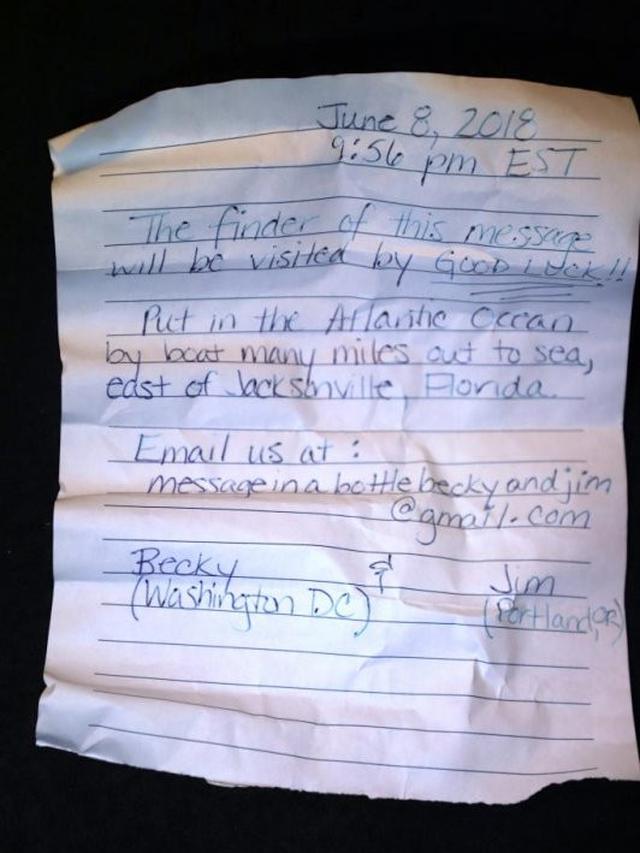 June 8, 2018
9:56 pm EST
The finder of this message
will be visited by GOOD LUCK!!
Put in the Atlantic Ocean
by boat many miles out to sea,
east of Jacksonville, Florida.
Email us at :
messageinabottlebeckyandjim
@gmail.com
Becky & Jim
(Washington DC) (Portland, OR)